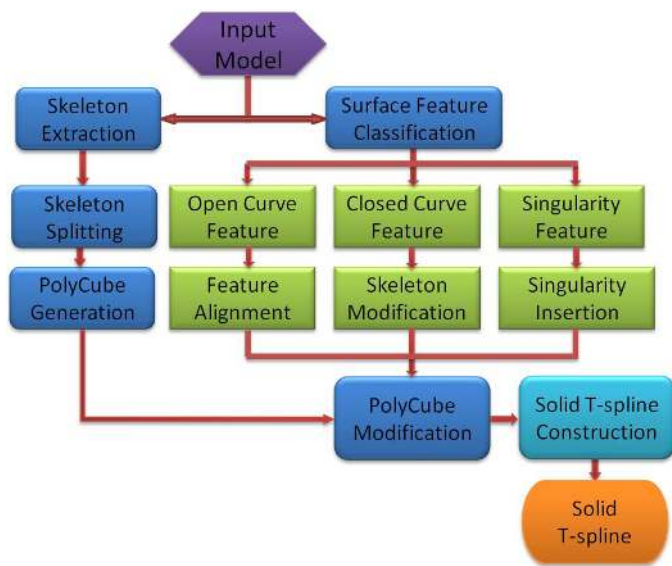 Input
Model
Skeleton
Extraction
Surface Feature
Classification
Skeleton
Splitting
Open Curve
Feature
Closed Curve
Feature
Singularity
Feature
PolyCube
Generation
Feature
Alignment
Skeleton
Modification
Singularity
Insertion
PolyCube
Modification
Solid T-spline
Construction
Solid
T-spline